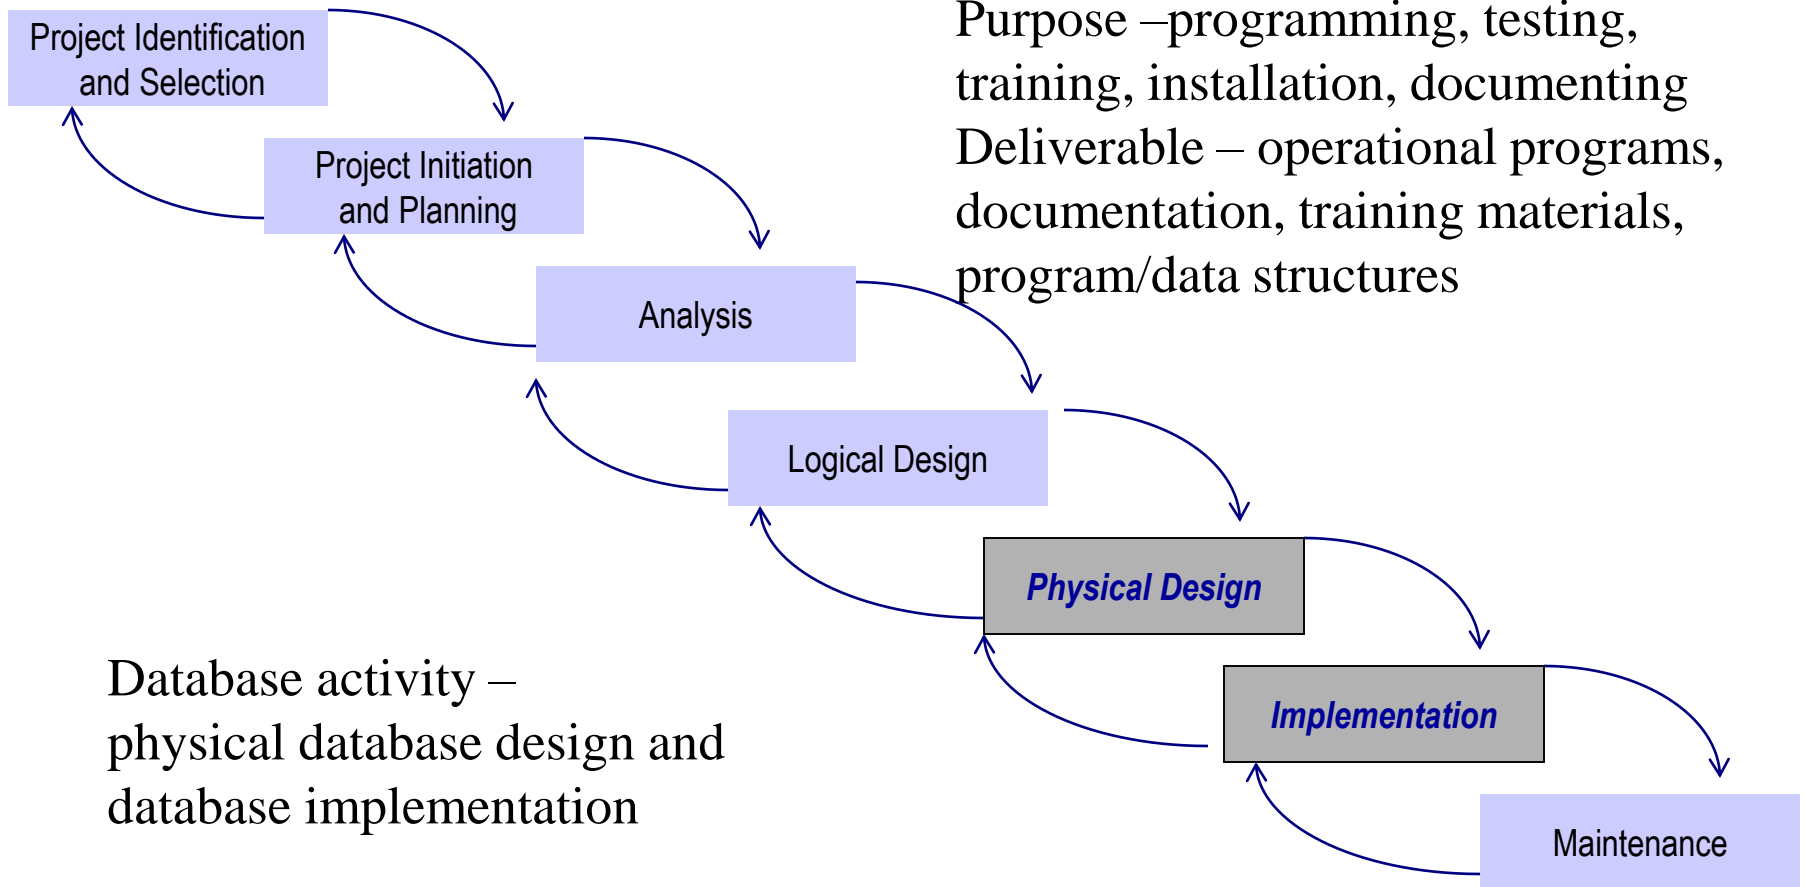 Project Identification
and Selection
Purpose –programming, testing,
training, installation, documenting
Deliverable – operational programs,
documentation, training materials,
program/data structures
Project Initiation
and Planning
Analysis
Logical Design
Physical Design
Implementation
Maintenance
Database activity –
physical database design and
database implementation